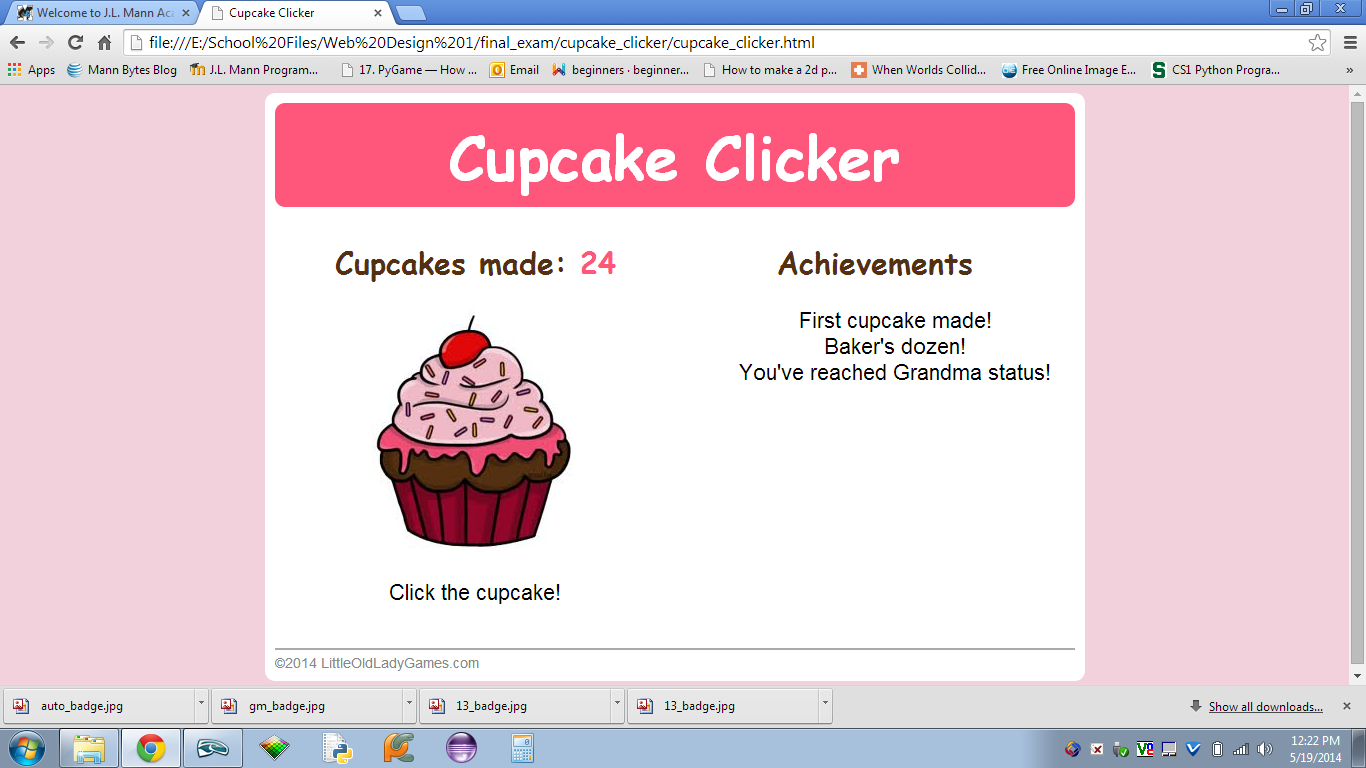 Welcome to J.L. Mann Aca
Cupcake Clicker
file:///E:/School%20Files/Web%20Design%201/final_exam/cupcake_clicker/cupcake_clicker.html
Apps
Mann Bytes Blog
J.L. Mann Program...
17. PyGame — How ...
Email
beginners · beginner...
How to make a 2d p...
When Worlds Collid...
Free Online Image E...
CS1 Python Progra...
»
Cupcake Clicker
Cupcakes made: 24
Achievements
First cupcake made!
Baker's dozen!
You've reached Grandma status!
Click the cupcake!
©2014 LittleOldLadyGames.com
auto_badge.jpg
gm_badge.jpg
13_badge.jpg
13_badge.jpg
Show all downloads...
12:22 PM
5/19/2014